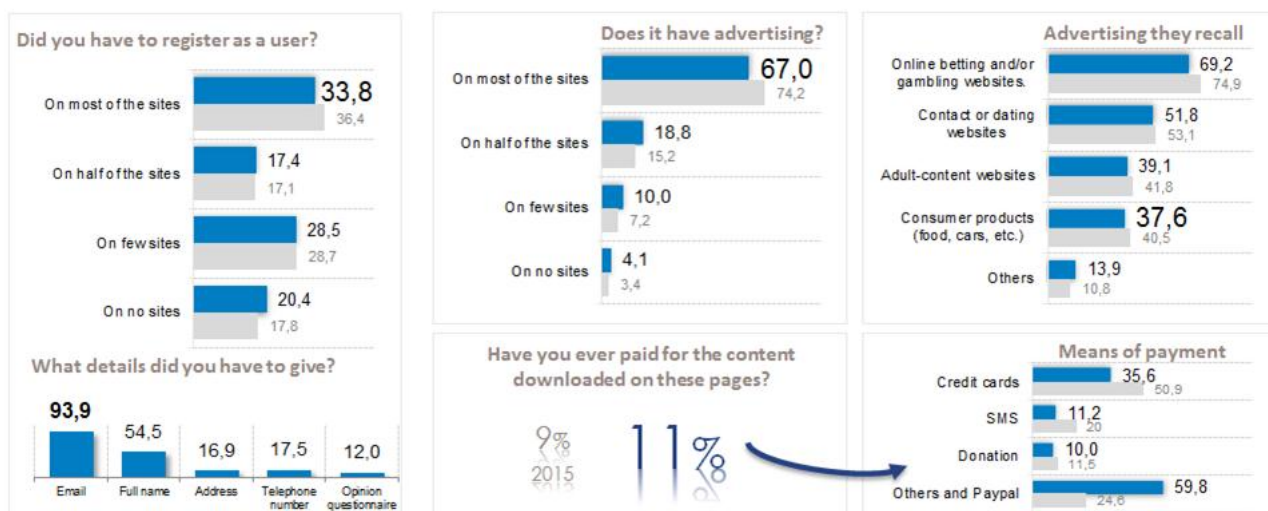 Did you have to register as a user?
On most of the sites
33,8
36,4
On half of the sites
17,4
17,1
On few sites
28,5
28,7
On no sites
20,4
17,8
What details did you have to give?
93,9
54,5
16,9
17,5
12,0
Email
Full name
Address
Telephone
number
Opinion
questionnaire
Does it have advertising?
On most of the sites
67,0
74,2
On half of the sites
18,8
15,2
On few sites
10,0
7,2
On no sites
4,1
3,4
Advertising they recall
Online betting and/or
gambling websites.
69,2
74,9
Contact or dating
websites
51,8
53,1
Adult-content websites
39,1
41,8
Consumer products
(food, cars, etc.)
37,6
40,5
Others
13,9
10,8
Have you ever paid for the content
downloaded on these pages?
9%
2015
11%
Means of payment
Credit cards
35,6
50,9
SMS
11,2
20
Donation
10,0
11,5
Others and Paypal
59,8
24,6